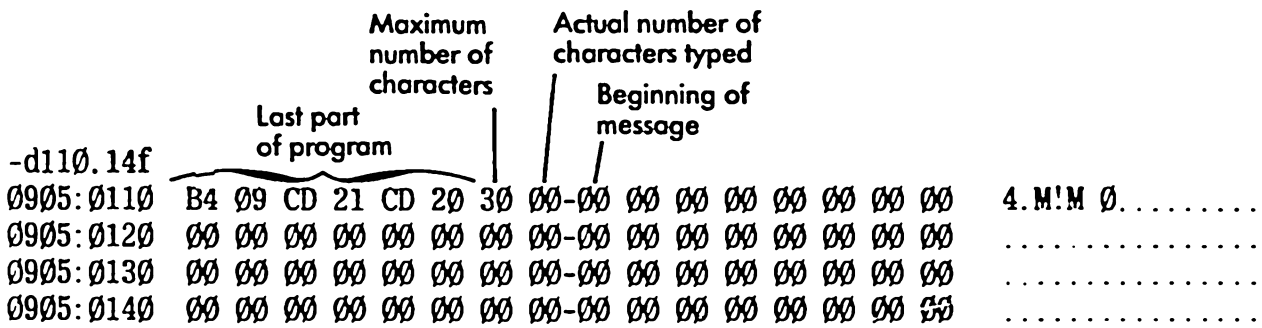 Maximum
number of
characters
Actual number of
characters typed
Beginning of
message
Last part
of program
-d110.14f
0905:0110 B4 09 CD 21 CD 20 30 00-00 00 00 00 00 00 00 00 4.M!M 0.........
0905:0120 00 00 00 00 00 00 00 00-00 00 00 00 00 00 00 00 ................
0905:0130 00 00 00 00 00 00 00 00-00 00 00 00 00 00 00 00 ................
0905:0140 00 00 00 00 00 00 00 00-00 00 00 00 00 00 00 00 ................